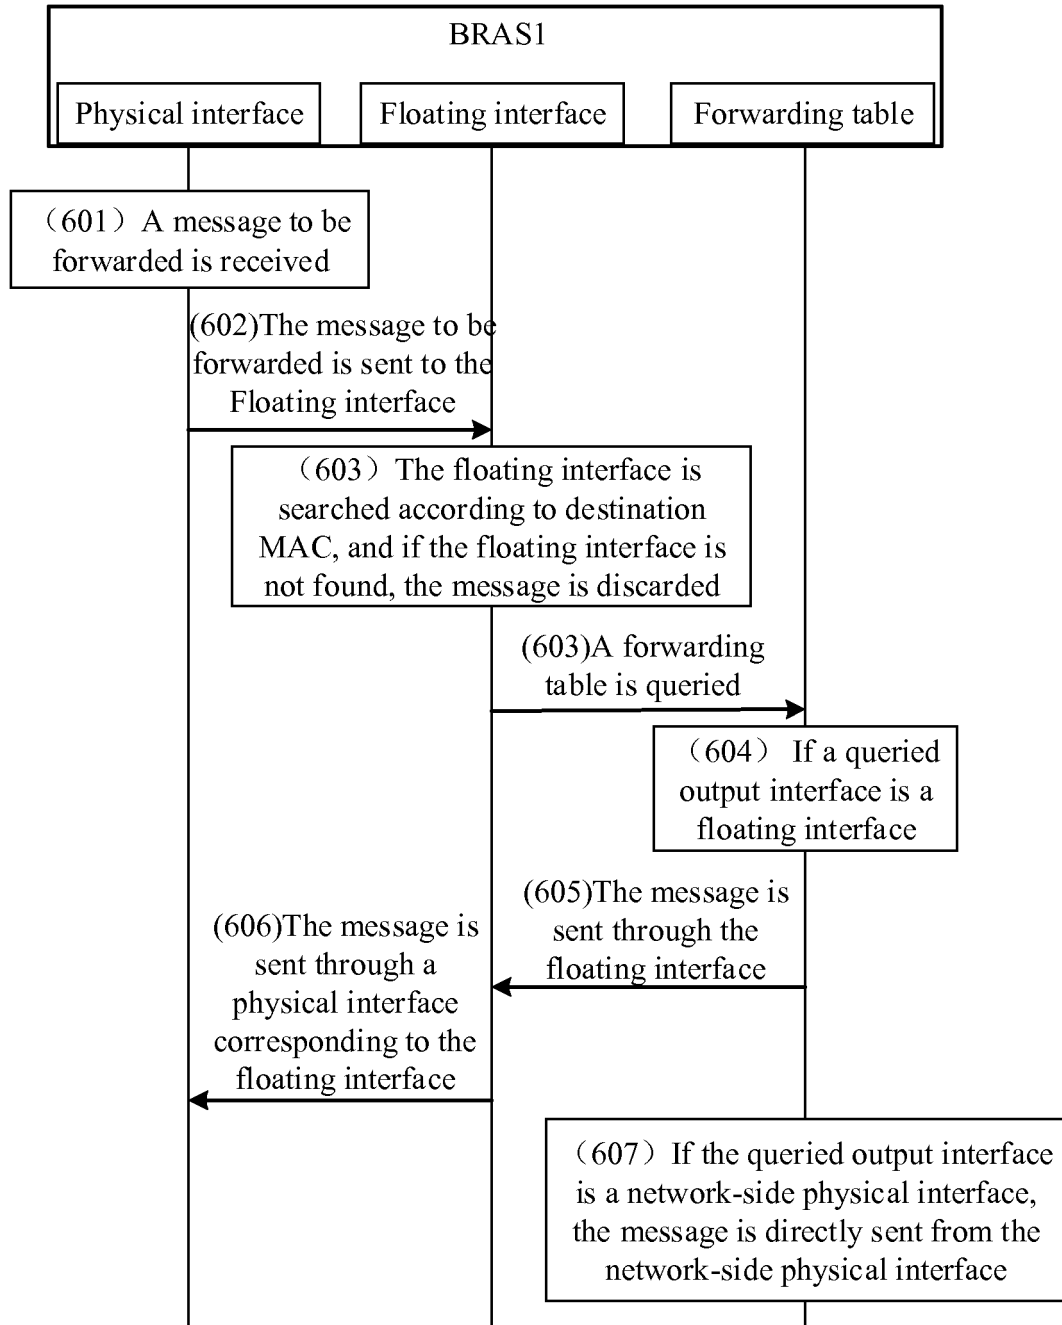 BRAS1
Physical interface
Floating interface
Forwarding table
（601）A message to be
forwarded is received
(602)The message to be
forwarded is sent to the
Floating interface
（603）The floating interface is
searched according to destination
MAC, and if the floating interface is
not found, the message is discarded
(603)A forwarding
table is queried
（604） If a queried
output interface is a
floating interface
(605)The message is
sent through the
floating interface
(606)The message is
sent through a
physical interface
corresponding to the
floating interface
（607）If the queried output interface
is a network-side physical interface,
the message is directly sent from the
network-side physical interface